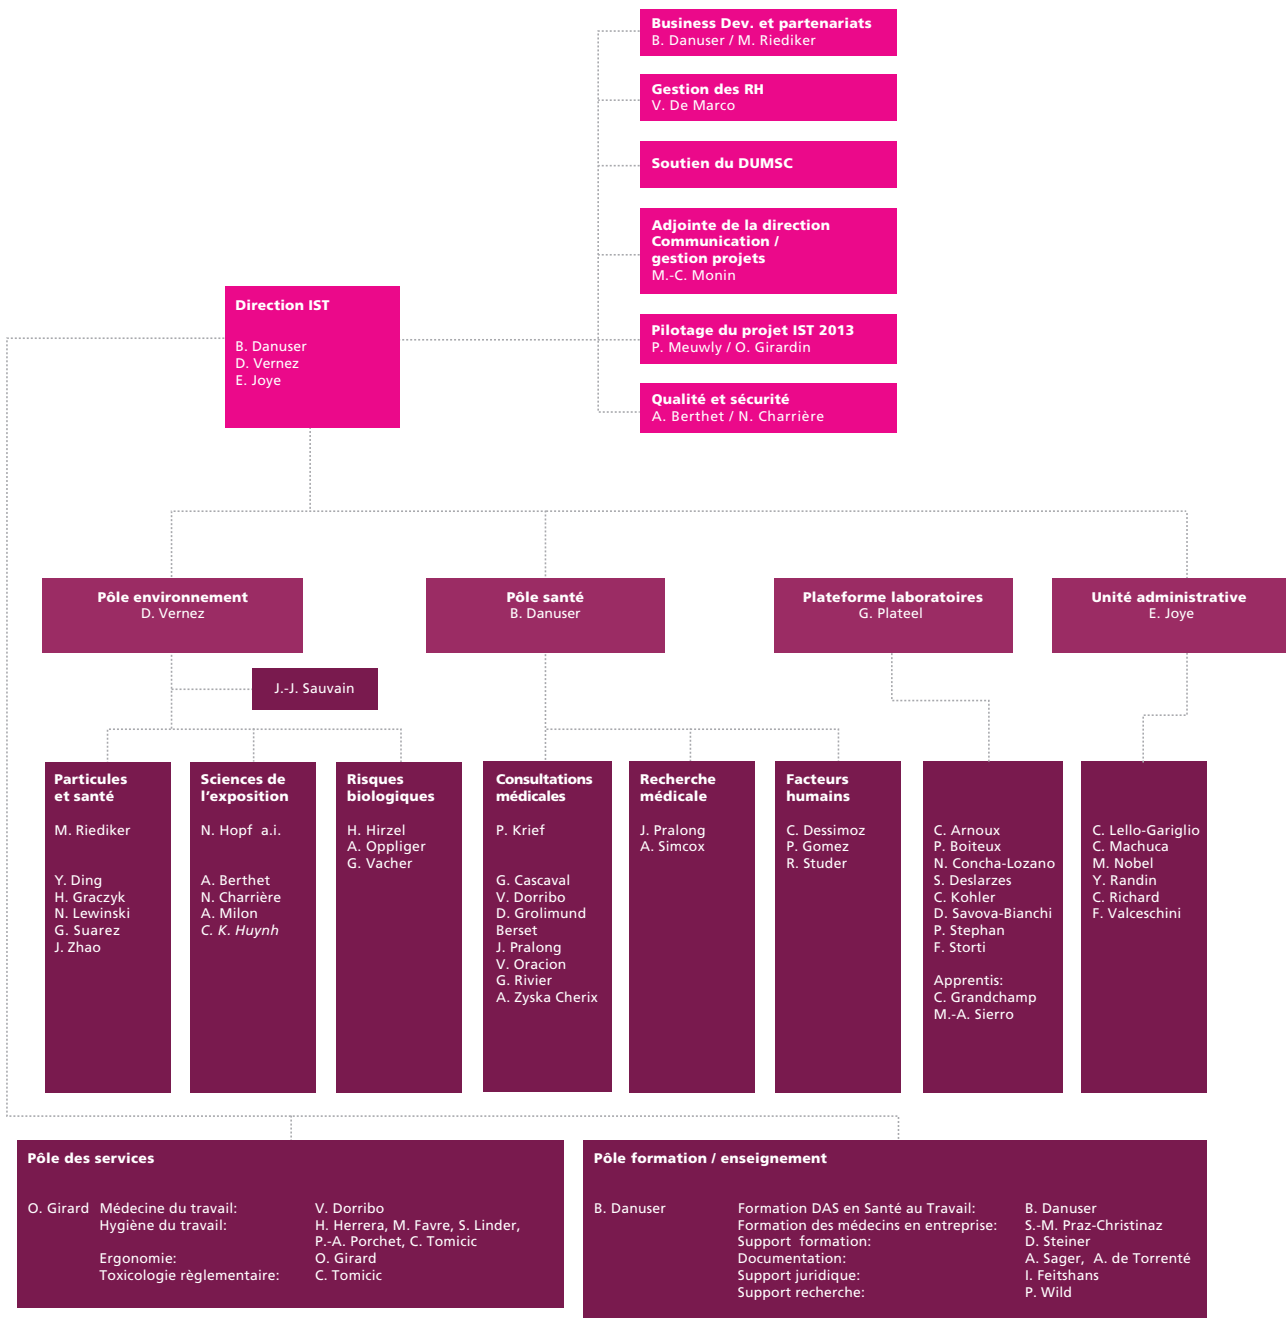 Business Dev. et partenariats
B. Danuser / M. Riediker
Gestion des RH
V. De Marco
Soutien du DUMSC
Adjointe de la direction
Communication /
gestion projets
M.-C. Monin
Direction IST
B. Danuser
D. Vernez
E. Joye
Pilotage du projet IST 2013
P. Meuwly / O. Girardin
Qualité et sécurité
A. Berthet / N. Charrière
Pôle environnement
D. Vernez
Pôle santé
B. Danuser
Plateforme laboratoires
G. Plateel
Unité administrative
E. Joye
J.-J. Sauvain
Particules
et santé
M. Riediker
Y. Ding
H. Graczyk
N. Lewinski
G. Suarez
J. Zhao
Sciences de
l'exposition
N. Hopf a.i.
A. Berthet
N. Charrière
A. Milon
C. K. Huynh
Risques
biologiques
H. Hirzel
A. Oppliger
G. Vacher
Consultations
médicales
P. Krief
G. Cascaval
V. Dorribo
D. Grolimund
Berset
J. Pralong
V. Oracion
G. Rivier
A. Zyska Cherix
Recherche
médicale
J. Pralong
A. Simcox
Facteurs
humains
C. Dessimoz
P. Gomez
R. Studer
C. Arnoux
P. Boiteux
N. Concha-Lozano
S. Deslarzes
C. Kohler
D. Savova-Bianchi
P. Stephan
F. Storti
Apprentis:
C. Grandchamp
M.-A. Sierro
C. Lello-Gariglio
C. Machuca
M. Nobel
Y. Randin
C. Richard
F. Valceschini
Pôle des services
O. Girard Médecine du travail: V. Dorribo
Hygiène du travail: H. Herrera, M. Favre, S. Linder,
P.-A. Porchet, C. Tomicic
Ergonomie: O. Girard
Toxicologie règlementaire: C. Tomicic
Pôle formation / enseignement
B. Danuser Formation DAS en Santé au Travail: B. Danuser
Formation des médecins en entreprise: S.-M. Praz-Christinaz
Support formation: D. Steiner
Documentation: A. Sager, A. de Torrenté
Support juridique: I. Feitshans
Support recherche: P. Wild